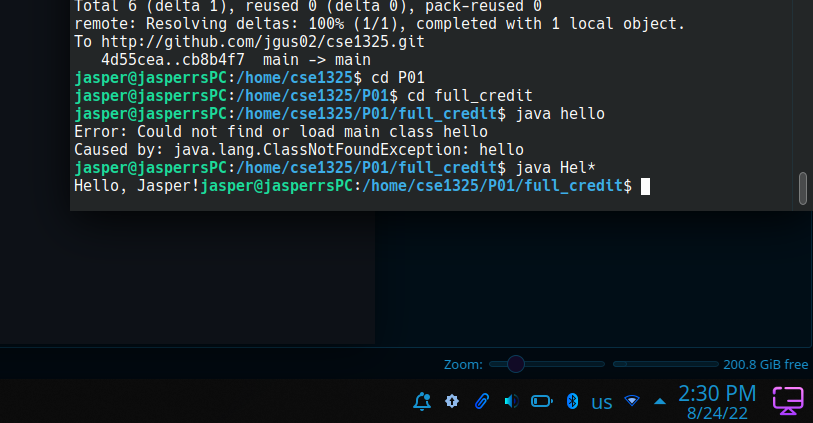 Total 6 (delta 1), reused 0 (delta 0), pack-reused 0
remote: Resolving deltas: 100% (1/1), completed with 1 local object.
To http://github.com/jgus02/cse1325.git
   4d55cea..cb8b4f7  main -> main
jasper@jasperrsPC:/home/cse1325$ cd P01
jasper@jasperrsPC:/home/cse1325/P01$ cd full_credit
jasper@jasperrsPC:/home/cse1325/P01/full_credit$ java hello
Error: Could not find or load main class hello
Caused by: java.lang.ClassNotFoundException: hello
jasper@jasperrsPC:/home/cse1325/P01/full_credit$ java Hel*
Hello, Jasper!jasper@jasperrsPC:/home/cse1325/P01/full_credit$
Zoom: 200.8 GiB free
us 2:30 PM
8/24/22